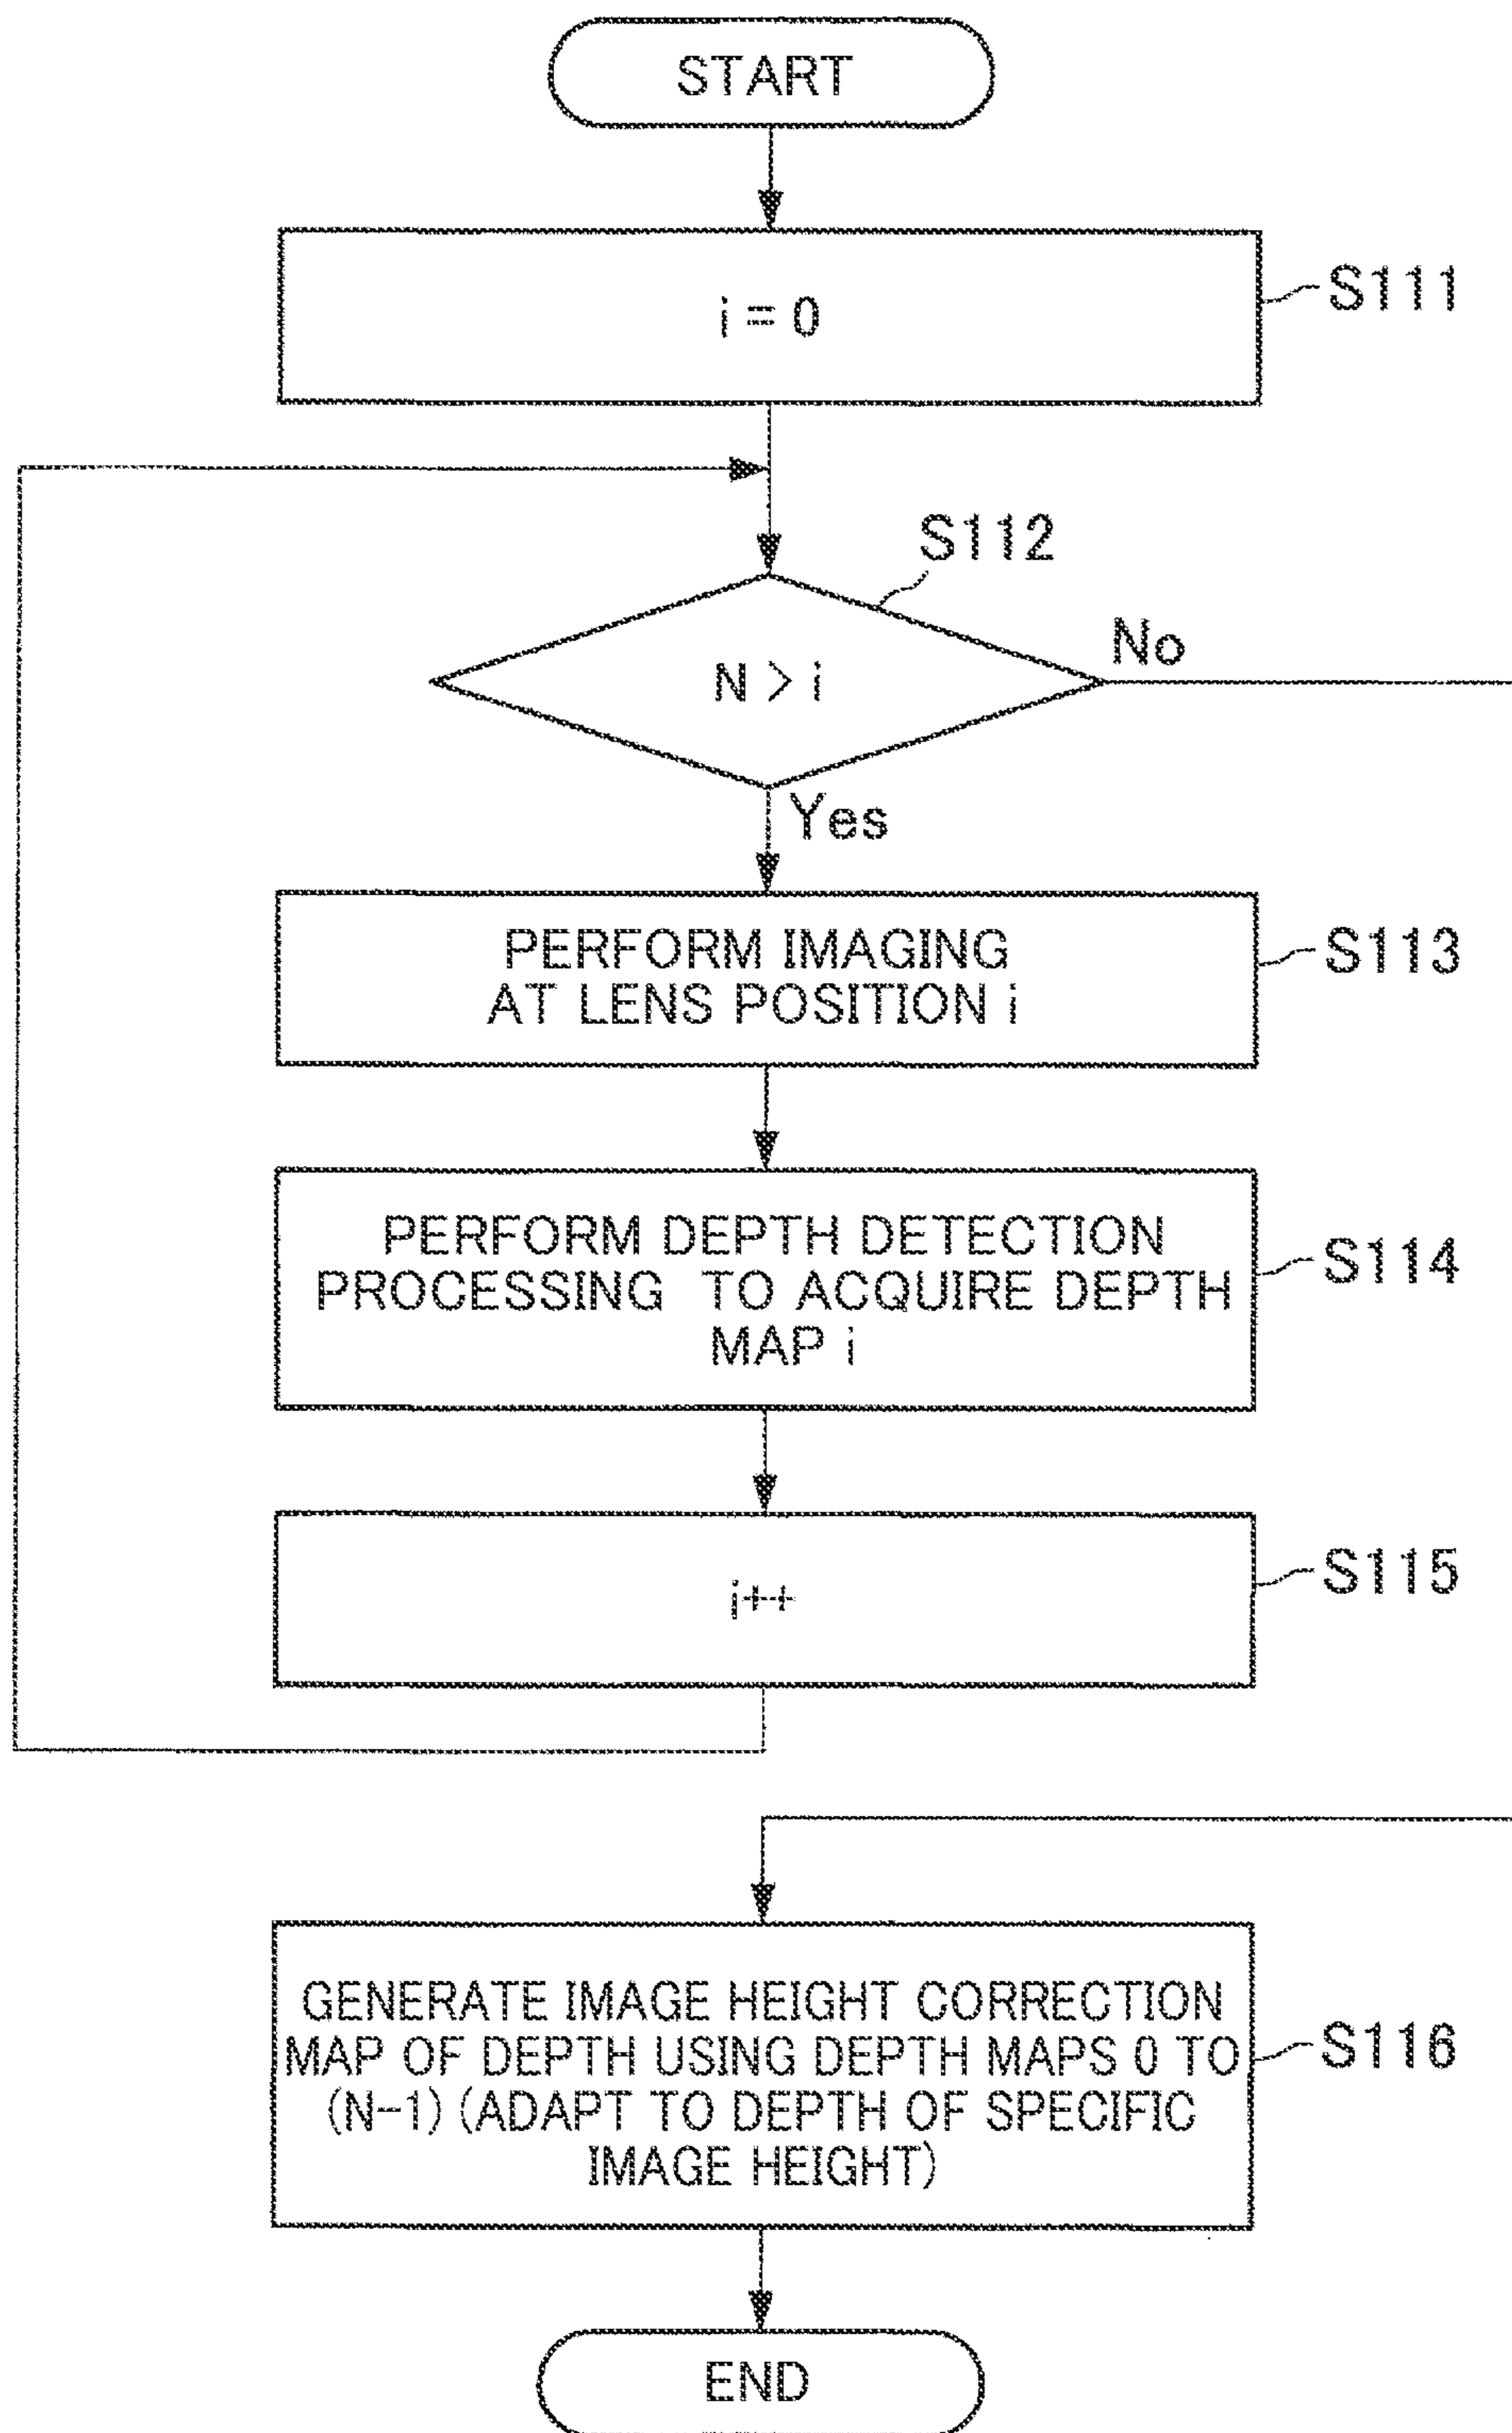 START
i = 0
S111
S112
N > i
No
Yes
PERFORM IMAGING
AT LENS POSITION i
S113
PERFORM DEPTH DETECTION
PROCESSING TO ACQUIRE DEPTH
MAP i
S114
i++
S115
GENERATE IMAGE HEIGHT CORRECTION
MAP OF DEPTH USING DEPTH MAPS 0 TO
(N-1) (ADAPT TO DEPTH OF SPECIFIC
IMAGE HEIGHT)
S116
END